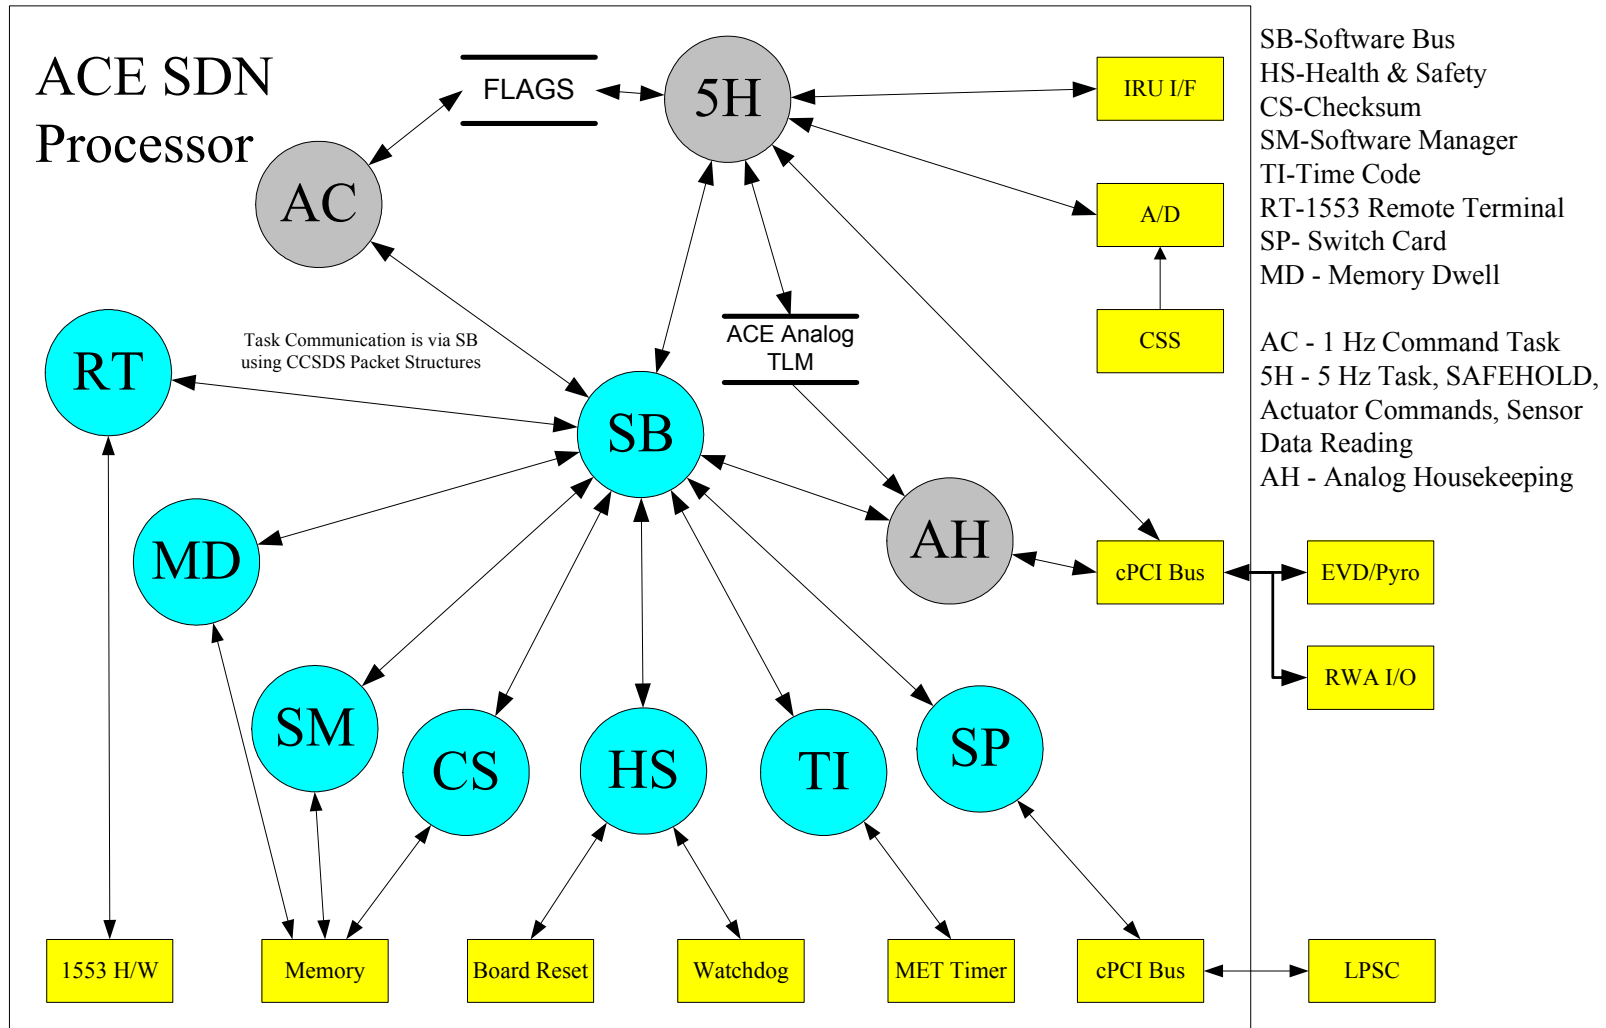 ACE SDN
Processor
FLAGS
5H
IRU I/F
AC
A/D
CSS
RT
Task Communication is via SB
using CCSDS Packet Structures
ACE Analog
TLM
SB
MD
AH
cPCI Bus
EVD/Pyro
RWA I/O
SM
CS
HS
TI
SP
1553 H/W
Memory
Board Reset
Watchdog
MET Timer
cPCI Bus
LPSC
SB-Software Bus
HS-Health & Safety
CS-Checksum
SM-Software Manager
TI-Time Code
RT-1553 Remote Terminal
SP- Switch Card
MD - Memory Dwell
AC - 1 Hz Command Task
5H - 5 Hz Task, SAFEHOLD,
Actuator Commands, Sensor
Data Reading
AH - Analog Housekeeping